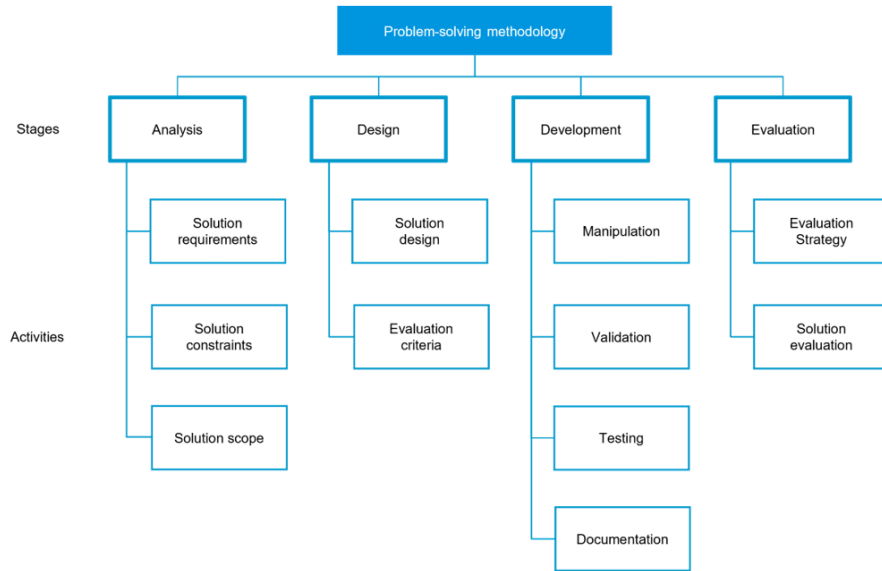 Problem-solving methodology
Stages
Analysis
Design
Development
Evaluation
Activities
Solution
requirements
Solution
constraints
Solution scope
Solution
design
Evaluation
criteria
Manipulation
Validation
Testing
Documentation
Evaluation
Strategy
Solution
evaluation